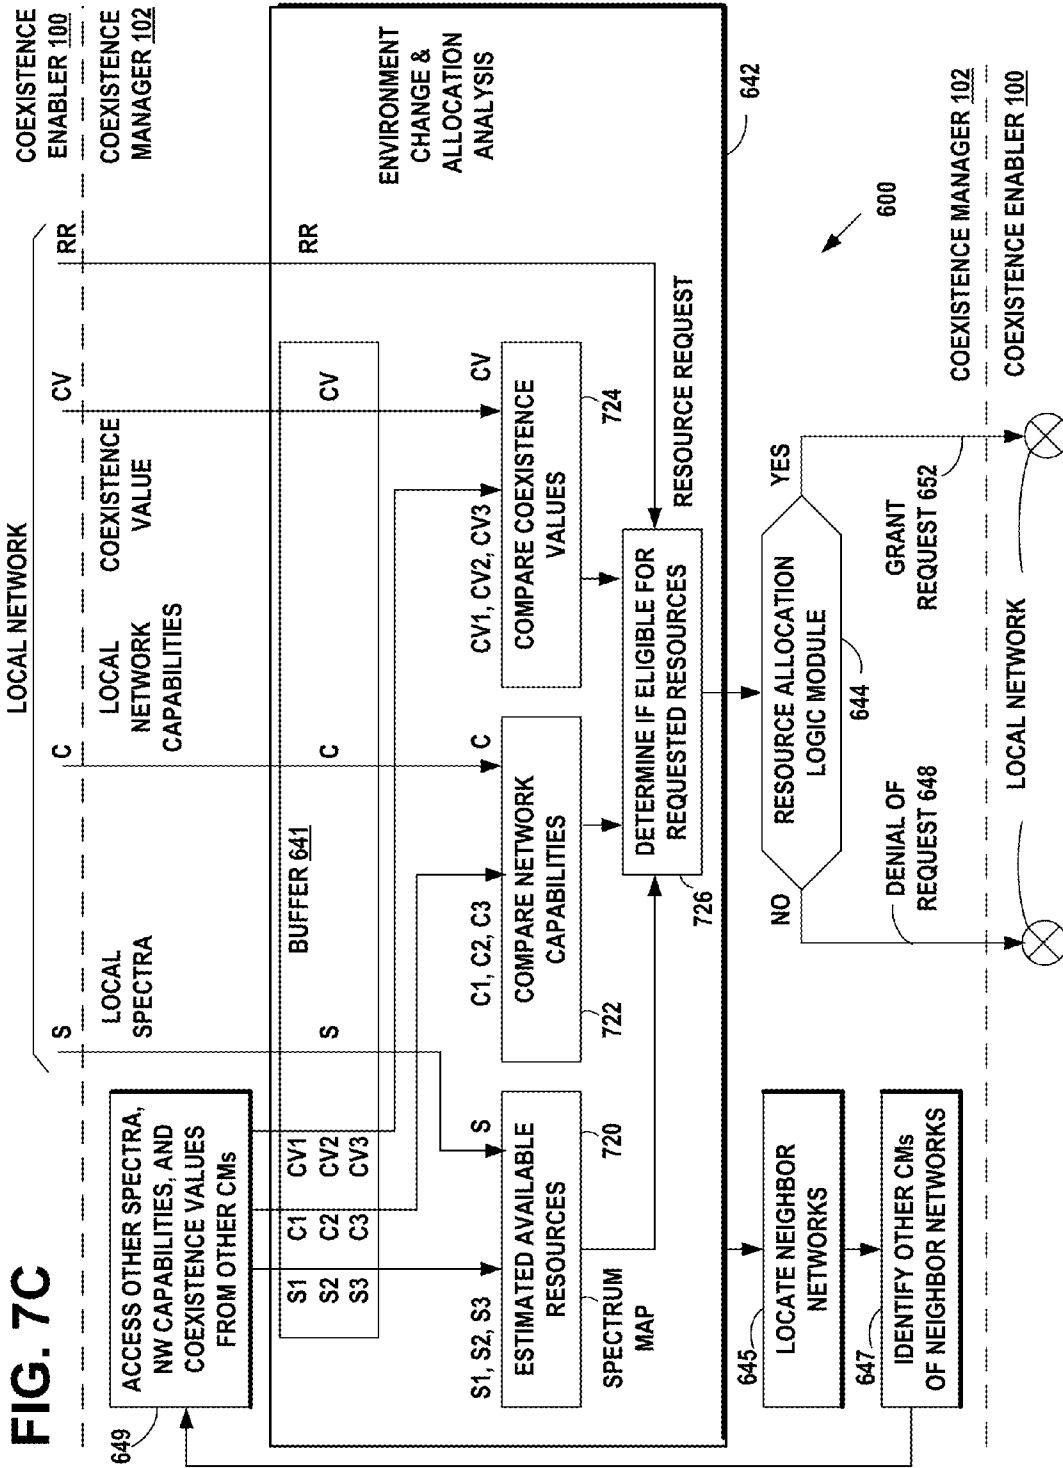 FIG. 7C
LOCAL NETWORK
COEXISTENCE
ENABLER 100
COEXISTENCE
MANAGER 102
S
C
CV
RR
LOCAL
SPECTRA
LOCAL
NETWORK
CAPABILITIES
COEXISTENCE
VALUE
649
ACCESS OTHER SPECTRA,
NW CAPABILITIES, AND
COEXISTENCE VALUES
FROM OTHER CMs
BUFFER 641
S1
S2
S3
C1
C2
C3
CV1
CV2
CV3
S
C
CV
RR
ENVIRONMENT
CHANGE &
ALLOCATION
ANALYSIS
S1, S2, S3
S
C1, C2, C3
C
CV1, CV2, CV3
CV
ESTIMATED AVAILABLE
RESOURCES
720
COMPARE NETWORK
CAPABILITIES
722
COMPARE COEXISTENCE
VALUES
724
SPECTRUM
MAP
RESOURCE REQUEST
DETERMINE IF ELIGIBLE FOR
REQUESTED RESOURCES
726
642
645
LOCATE NEIGHBOR
NETWORKS
647
IDENTIFY OTHER CMs
OF NEIGHBOR NETWORKS
NO
RESOURCE ALLOCATION
LOGIC MODULE
644
YES
600
DENIAL OF
REQUEST 648
GRANT
REQUEST 652
COEXISTENCE MANAGER 102
COEXISTENCE ENABLER 100
LOCAL NETWORK